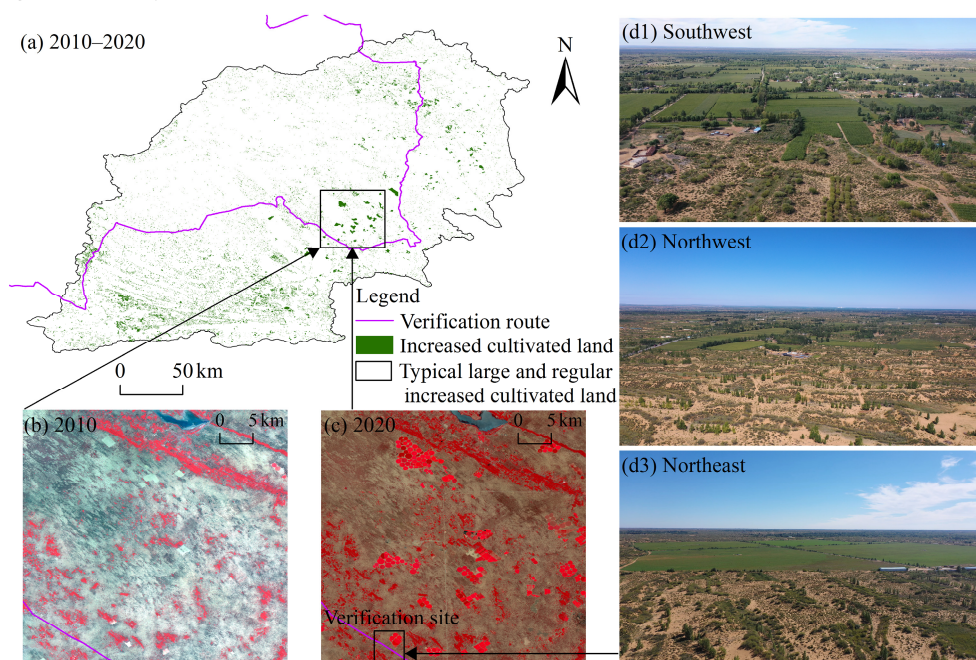 (a) 2010–2020
N
Legend
Verification route
Increased cultivated land
Typical large and regular
increased cultivated land
0 50 km
(b) 2010
0 5 km
(c) 2020
0 5 km
Verification site
(d1) Southwest
(d2) Northwest
(d3) Northeast